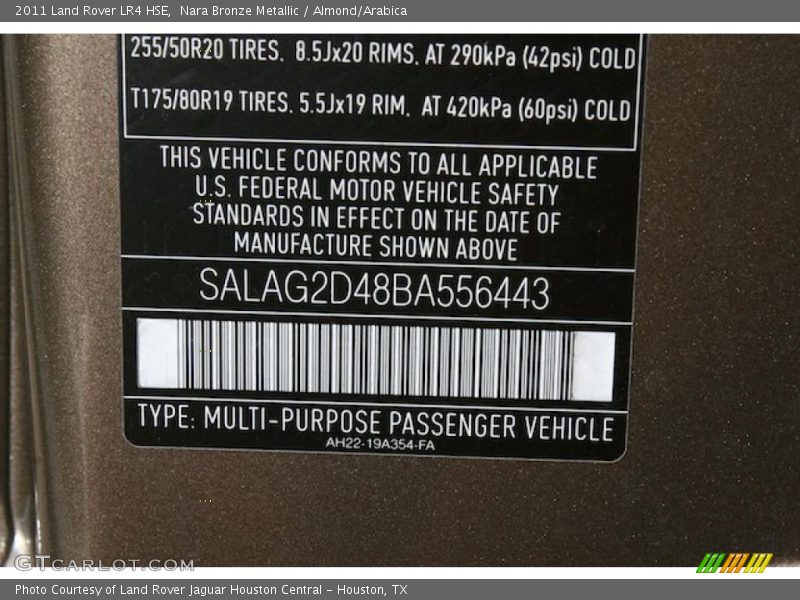 2011 Land Rover LR4 HSE, Nara Bronze Metallic / Almond/Arabica
255/50R20 TIRES. 8.5Jx20 RIMS. AT 290kPa (42psi) COLD
T175/80R19 TIRES. 5.5Jx19 RIM. AT 420kPa (60psi) COLD
THIS VEHICLE CONFORMS TO ALL APPLICABLE
U.S. FEDERAL MOTOR VEHICLE SAFETY
STANDARDS IN EFFECT ON THE DATE OF
MANUFACTURE SHOWN ABOVE
SALAG2D48BA556443
TYPE: MULTI-PURPOSE PASSENGER VEHICLE
AH22-19A354-FA
GTCARLOT.COM
Photo Courtesy of Land Rover Jaguar Houston Central - Houston, TX